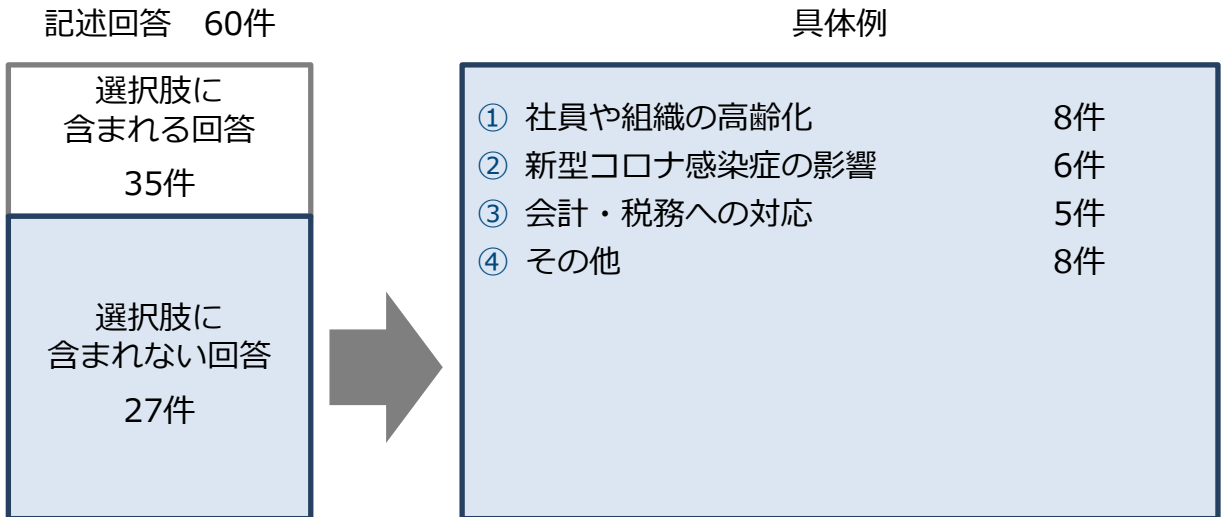 記述回答　60件
選択肢に
含まれる回答
35件
選択肢に
含まれない回答
27件
具体例
① 社員や組織の高齢化 8件
② 新型コロナ感染症の影響 6件
③ 会計・税務への対応 5件
④ その他 8件